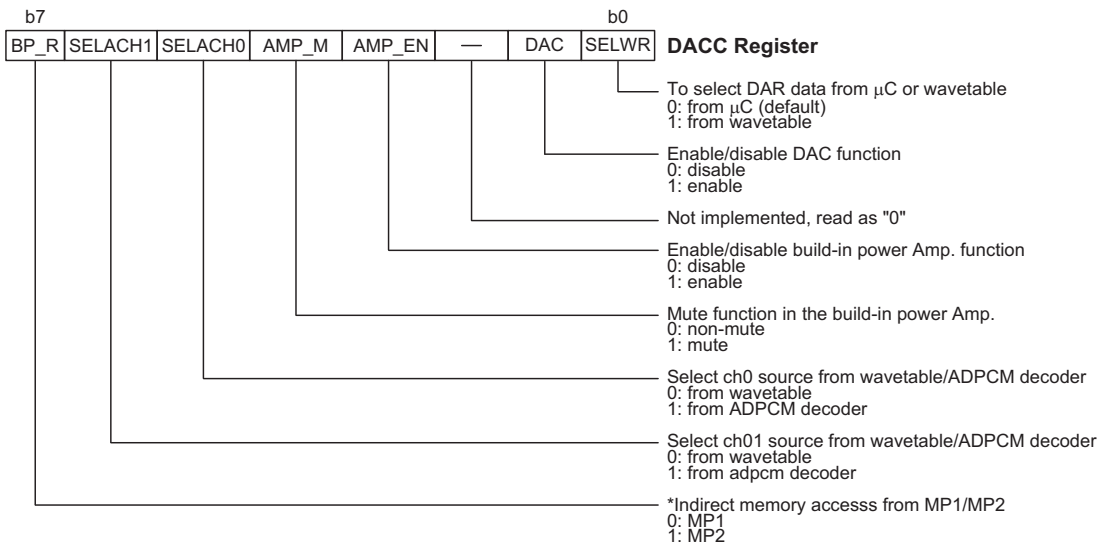 b7 b0
BP_R SELACH1 SELACH0 AMP_M AMP_EN — DAC SELWR DACC Register
To select DAR data from μC or wavetable
0: from μC (default)
1: from wavetable
Enable/disable DAC function
0: disable
1: enable
Not implemented, read as "0"
Enable/disable build-in power Amp. function
0: disable
1: enable
Mute function in the build-in power Amp.
0: non-mute
1: mute
Select ch0 source from wavetable/ADPCM decoder
0: from wavetable
1: from ADPCM decoder
Select ch01 source from wavetable/ADPCM decoder
0: from wavetable
1: from adpcm decoder
*Indirect memory accesss from MP1/MP2
0: MP1
1: MP2